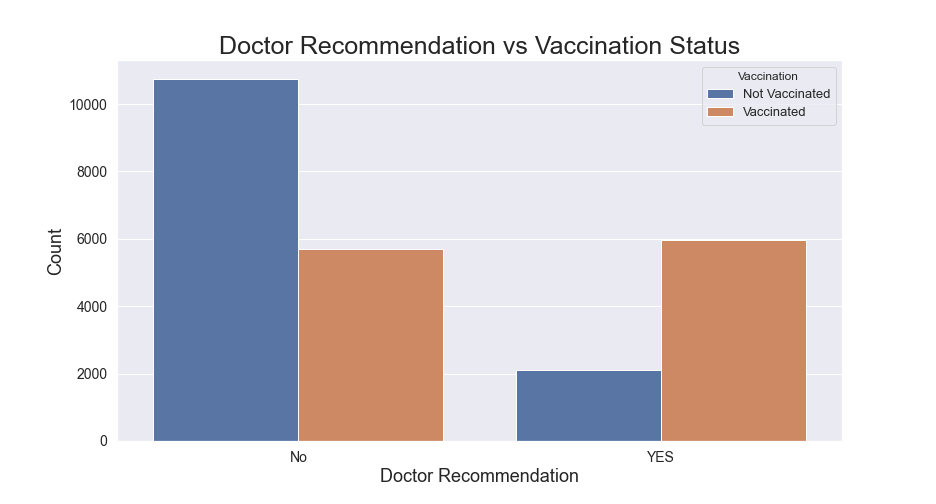 Doctor Recommendation vs Vaccination Status
Vaccination
Not Vaccinated
Vaccinated
10000
8000
6000
4000
2000
0
Count
No
YES
Doctor Recommendation